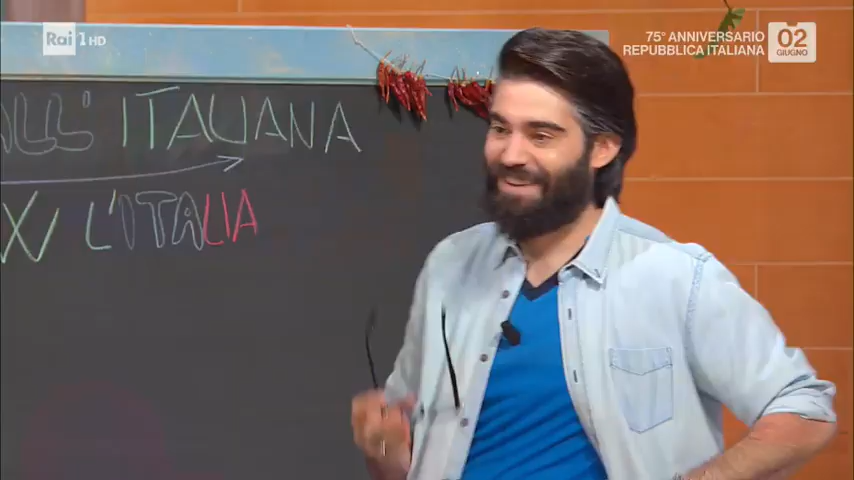 Rai 1 HD
75° ANNIVERSARIO
REPUBBLICA ITALIANA
02
GIUGNO
ALL' ITALIANA
X L'ITALIA